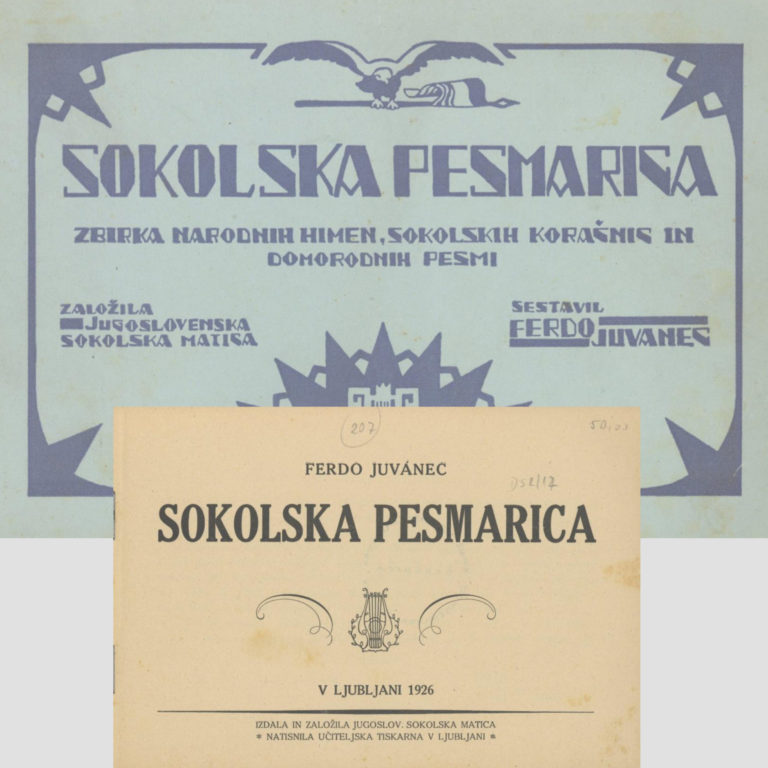 SOKOLSKA PESMARICA
ZBIRKA NARODNIH HIMEN, SOKOLSKIH KORAČNIC IN
DOMORODNIH PESMI
ZALOŽILA
JUGOSLOVENSKA
SOKOLSKA MATICA
SESTAVIL
FERDO JUVANEC
207
50,00
FERDO JUVÁNEC
SOKOLSKA PESMARICA
V LJUBLJANI 1926
IZDALA IN ZALOŽILA JUGOSLOV. SOKOLSKA MATICA
* NATISNILA UČITELJSKA TISKARNA V LJUBLJANI *